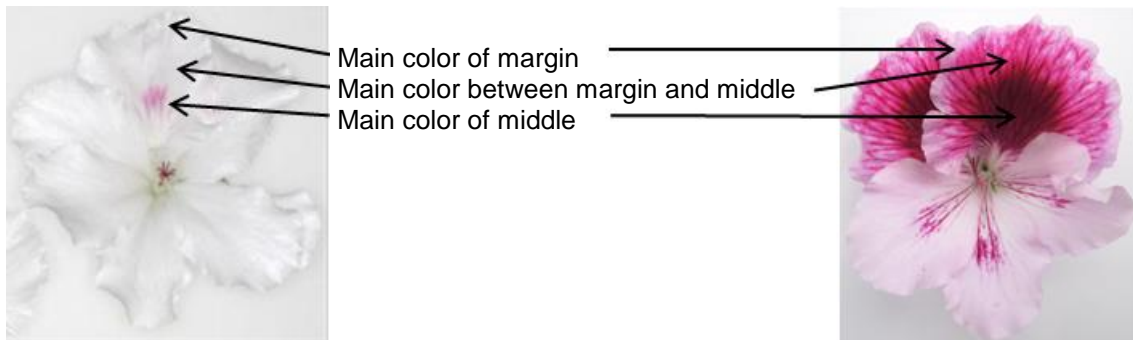 Main color of margin
Main color between margin and middle
Main color of middle